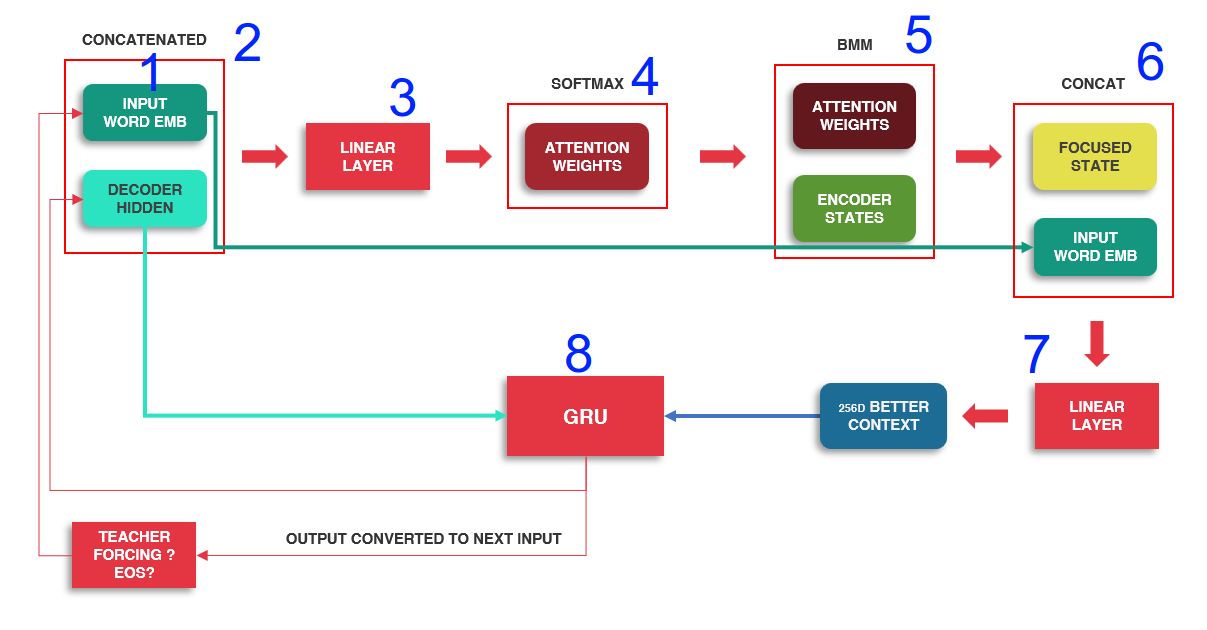 CONCATENATED
2
1
INPUT
WORD EMB
DECODER
HIDDEN
3
LINEAR
LAYER
SOFTMAX
4
ATTENTION
WEIGHTS
BMM
5
ATTENTION
WEIGHTS
ENCODER
STATES
6
CONCAT
FOCUSED
STATE
INPUT
WORD EMB
7
LINEAR
LAYER
256D BETTER
CONTEXT
8
GRU
OUTPUT CONVERTED TO NEXT INPUT
TEACHER
FORCING ?
EOS?